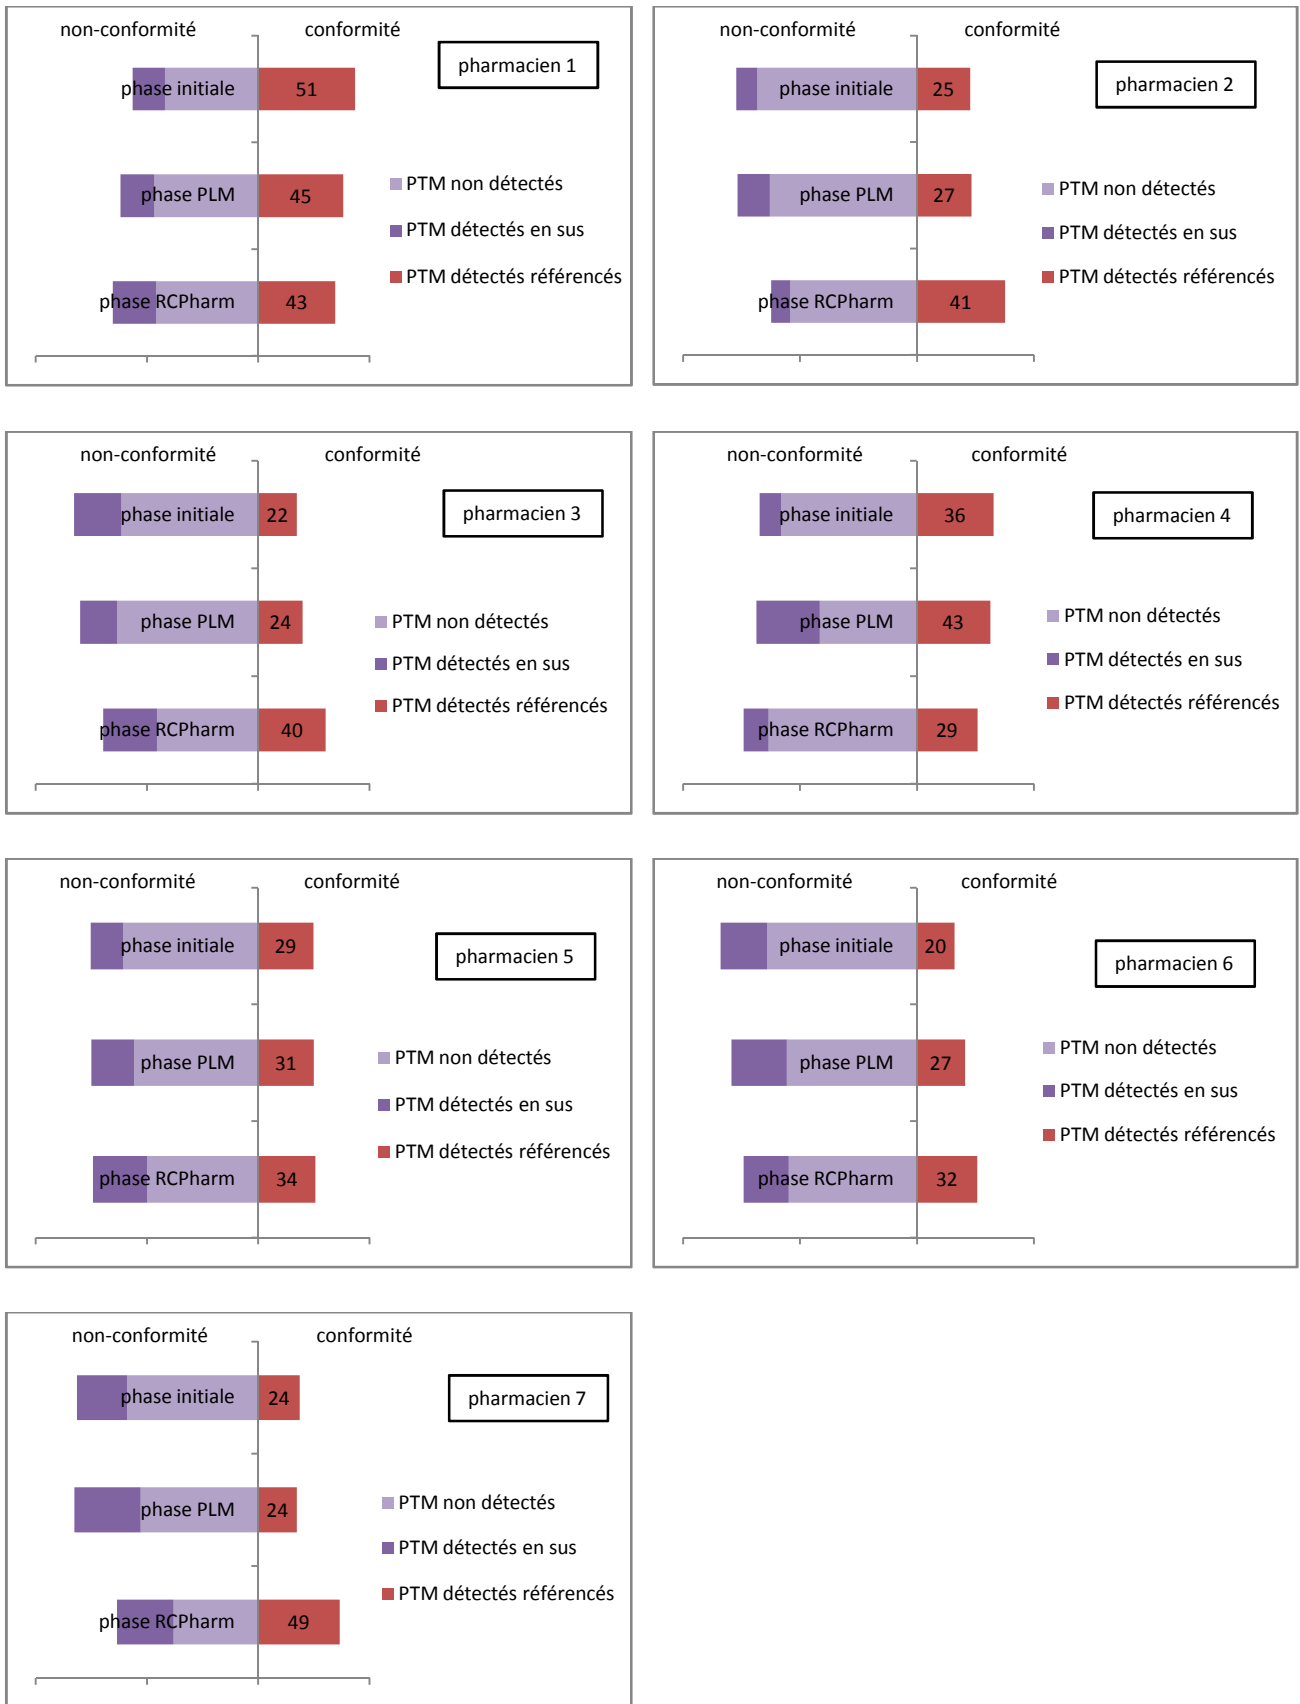 non-conformité conformité
pharmacien 1
phase initiale 51
phase PLM 45
phase RCPharm 43
PTM non détectés
PTM détectés en sus
PTM détectés référencés
non-conformité conformité
pharmacien 2
phase initiale 25
phase PLM 27
phase RCPharm 41
PTM non détectés
PTM détectés en sus
PTM détectés référencés
non-conformité conformité
pharmacien 3
phase initiale 22
phase PLM 24
phase RCPharm 40
PTM non détectés
PTM détectés en sus
PTM détectés référencés
non-conformité conformité
pharmacien 4
phase initiale 36
phase PLM 43
phase RCPharm 29
PTM non détectés
PTM détectés en sus
PTM détectés référencés
non-conformité conformité
pharmacien 5
phase initiale 29
phase PLM 31
phase RCPharm 34
PTM non détectés
PTM détectés en sus
PTM détectés référencés
non-conformité conformité
pharmacien 6
phase initiale 20
phase PLM 27
phase RCPharm 32
PTM non détectés
PTM détectés en sus
PTM détectés référencés
non-conformité conformité
pharmacien 7
phase initiale 24
phase PLM 24
phase RCPharm 49
PTM non détectés
PTM détectés en sus
PTM détectés référencés